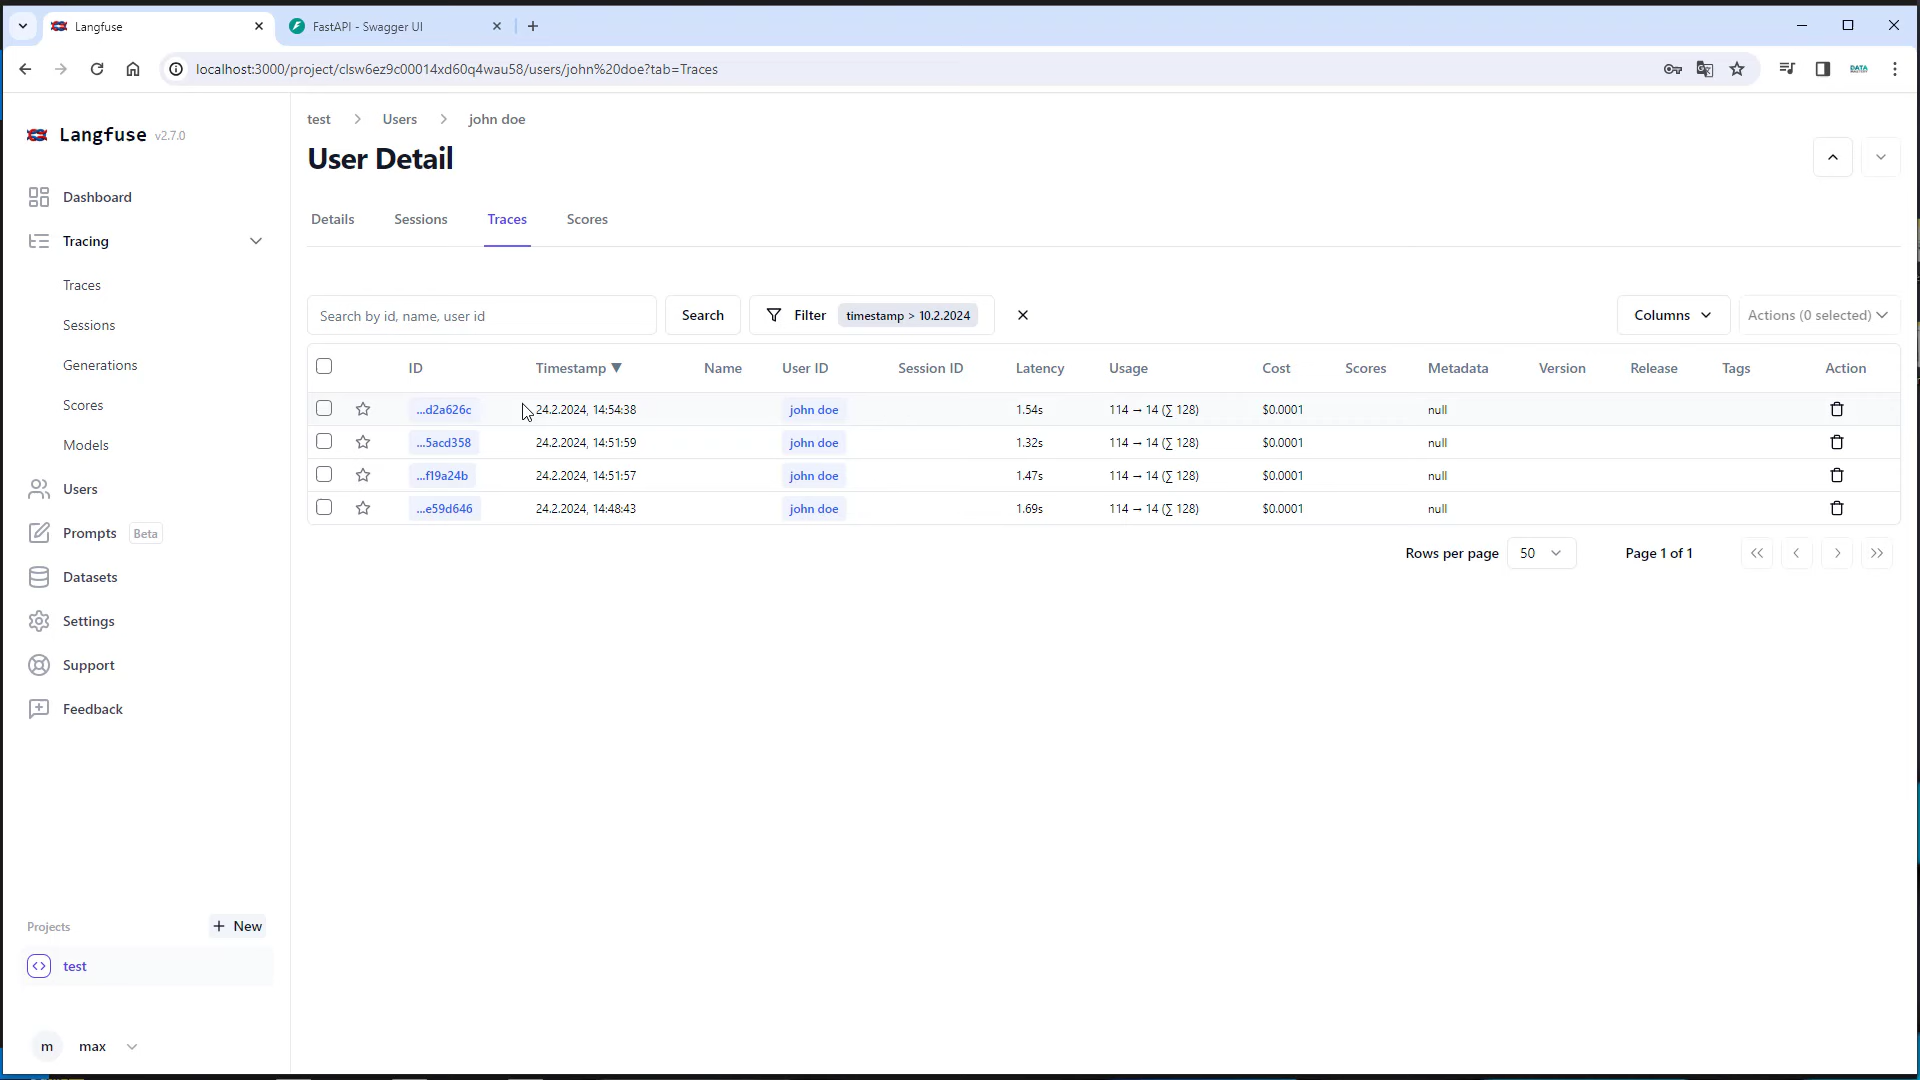 Langfuse
FastAPI - Swagger UI
localhost:3000/project/clsw6ez9c00014xd60q4wau58/users/john%20doe?tab=Traces
DATA
Langfuse v2.7.0
Dashboard
Tracing
Traces
Sessions
Generations
Scores
Models
Users
Prompts Beta
Datasets
Settings
Support
Feedback
Projects + New
test
m max
test > Users > john doe
User Detail
Details Sessions Traces Scores
Search by id, name, user id Search Filter timestamp > 10.2.2024 Columns Actions (0 selected)
ID Timestamp ▼ Name User ID Session ID Latency Usage Cost Scores Metadata Version Release Tags Action
...d2a626c 24.2.2024, 14:54:38 john doe 1.54s 114 → 14 (∑ 128) $0.0001 null
...5acd358 24.2.2024, 14:51:59 john doe 1.32s 114 → 14 (∑ 128) $0.0001 null
...f19a24b 24.2.2024, 14:51:57 john doe 1.47s 114 → 14 (∑ 128) $0.0001 null
...e59d646 24.2.2024, 14:48:43 john doe 1.69s 114 → 14 (∑ 128) $0.0001 null
Rows per page 50 Page 1 of 1